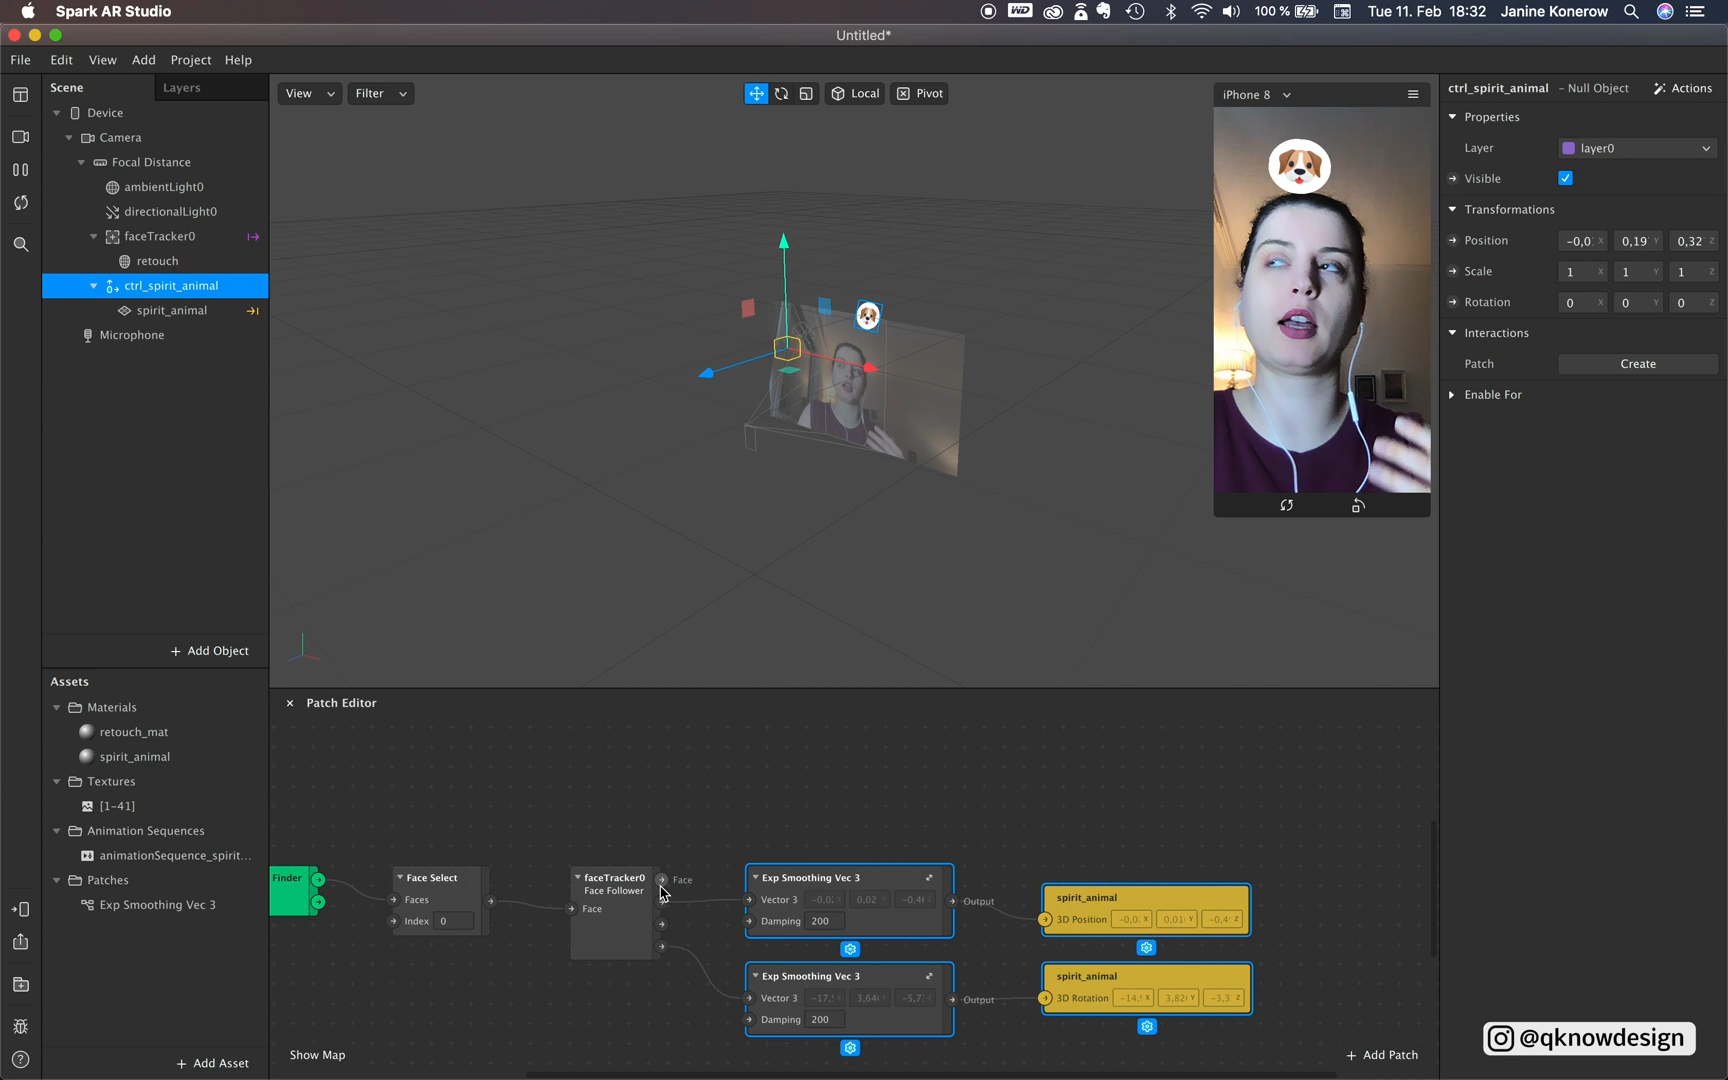 Spark AR Studio
WD
100 %
Tue 11. Feb 18:32
Janine Konerow
Untitled*
File Edit View Add Project Help
Scene
Layers
Device
Camera
Focal Distance
ambientLight0
directionalLight0
faceTracker0
retouch
ctrl_spirit_animal
spirit_animal
Microphone
+ Add Object
Assets
Materials
retouch_mat
spirit_animal
Textures
[1-41]
Animation Sequences
animationSequence_spirit...
Patches
Exp Smoothing Vec 3
+ Add Asset
View
Filter
Local
Pivot
iPhone 8
ctrl_spirit_animal - Null Object
Actions
Properties
Layer
layer0
Visible
Transformations
Position
-0,0 X
0,19 Y
0,32 Z
Scale
1 X
1 Y
1 Z
Rotation
0 X
0 Y
0 Z
Interactions
Patch
Create
Enable For
Patch Editor
Finder
Face Select
Faces
Index 0
faceTracker0
Face Follower
Face
Face
Exp Smoothing Vec 3
Vector 3
0,02
Damping 200
Output
spirit_animal
3D Position
Exp Smoothing Vec 3
Vector 3
Damping 200
Output
spirit_animal
3D Rotation
Show Map
+ Add Patch
@qknowdesign